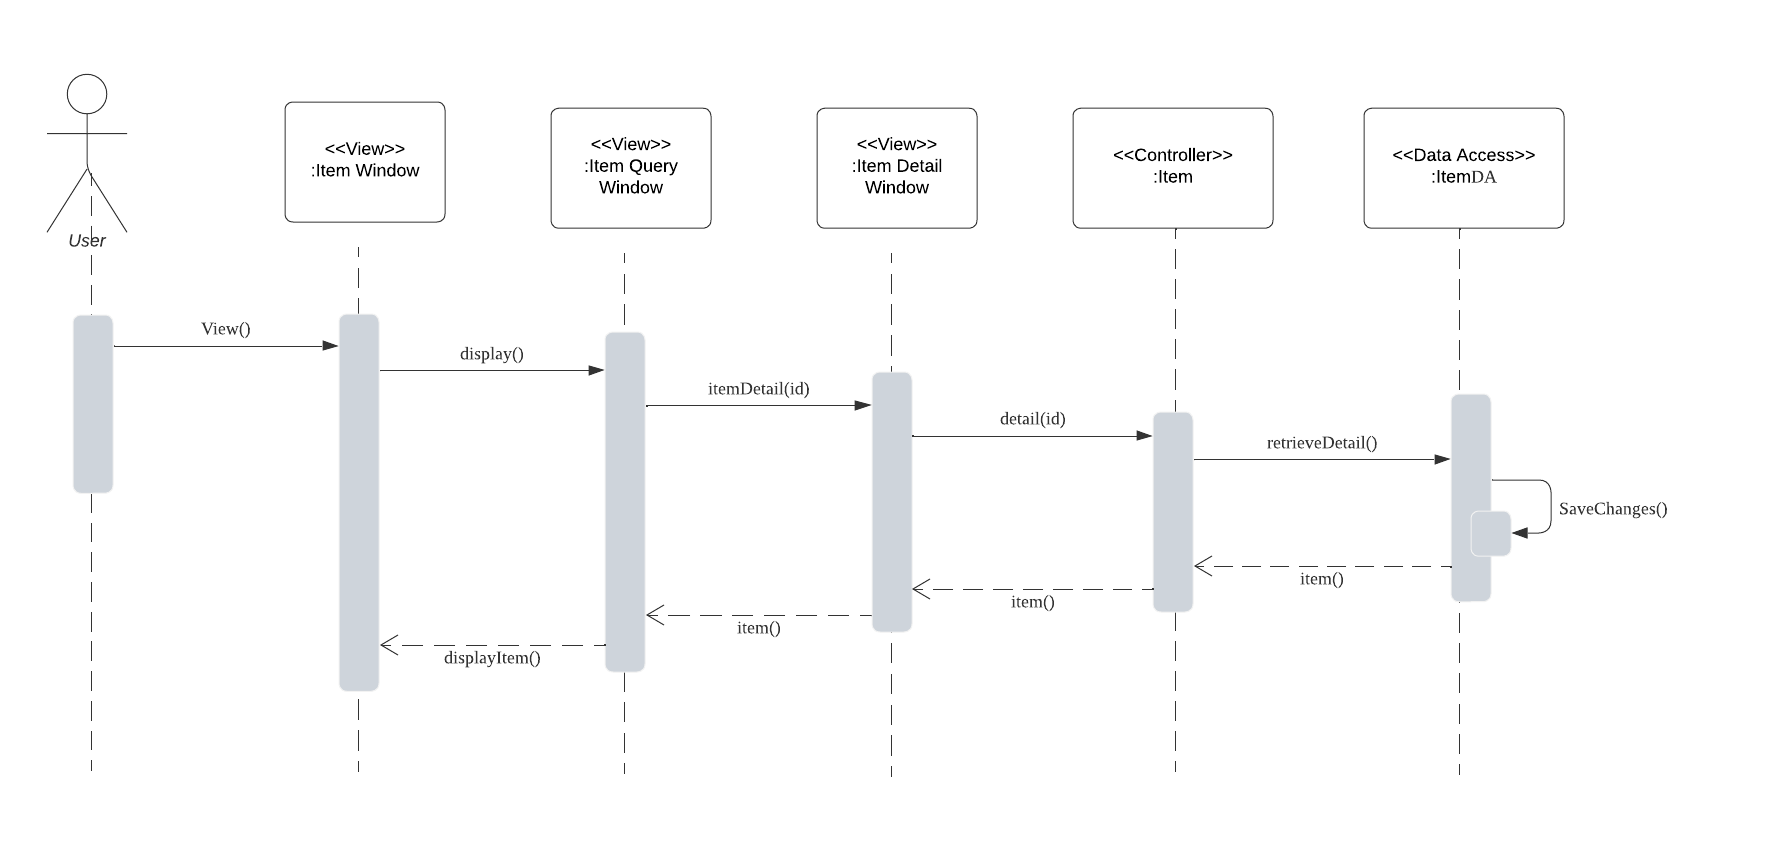 <<View>>
:Item Window
<<View>>
:Item Query
Window
<<View>>
:Item Detail
Window
<<Controller>>
:Item
<<Data Access>>
:ItemDA
User
View()
display()
itemDetail(id)
detail(id)
retrieveDetail()
SaveChanges()
item()
item()
item()
displayItem()